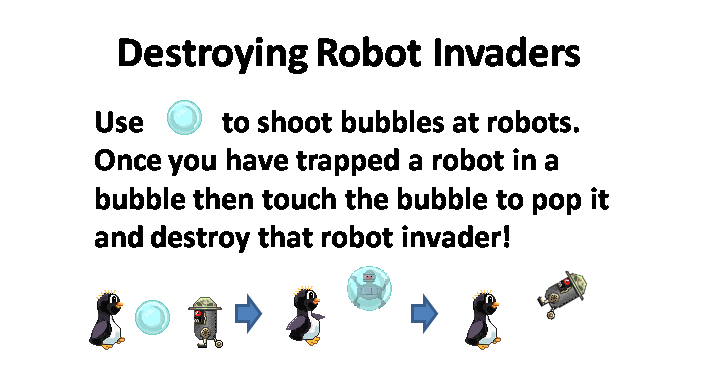 Destroying Robot Invaders
Use to shoot bubbles at robots.
Once you have trapped a robot in a
bubble then touch the bubble to pop it
and destroy that robot invader!